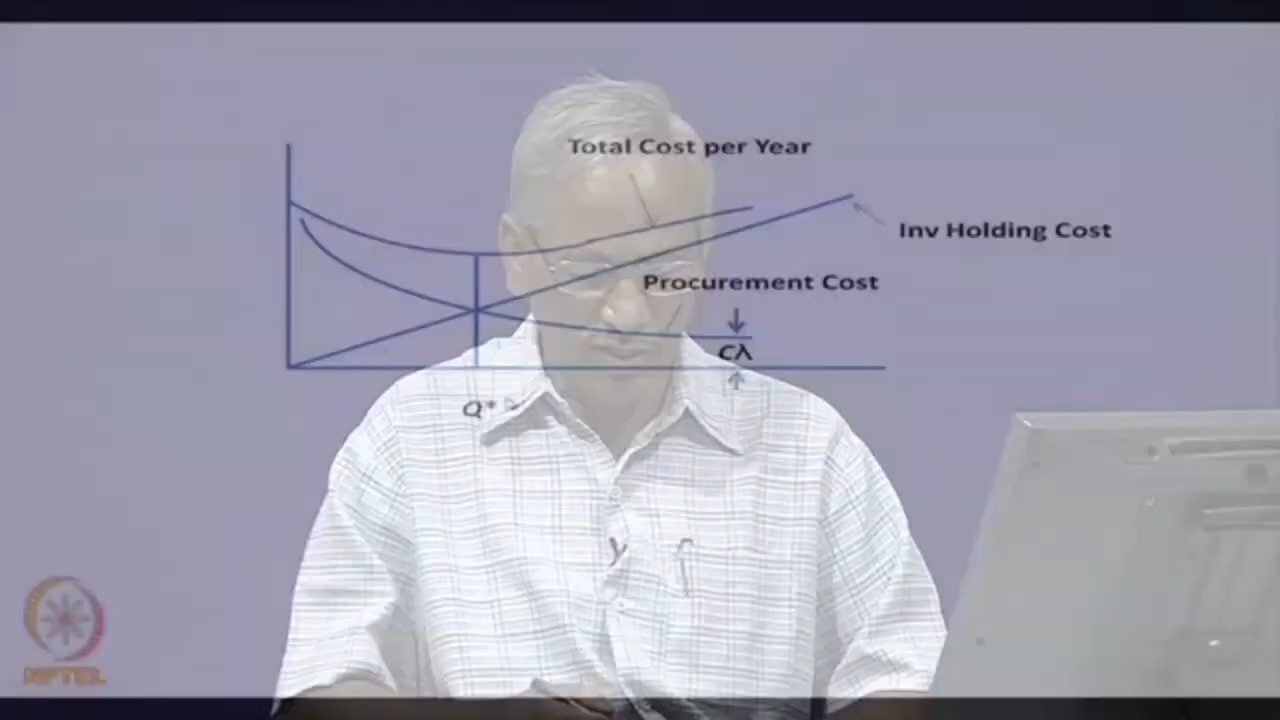 Total Cost per Year
Inv Holding Cost
Procurement Cost
Cλ
Q*
NPTEL